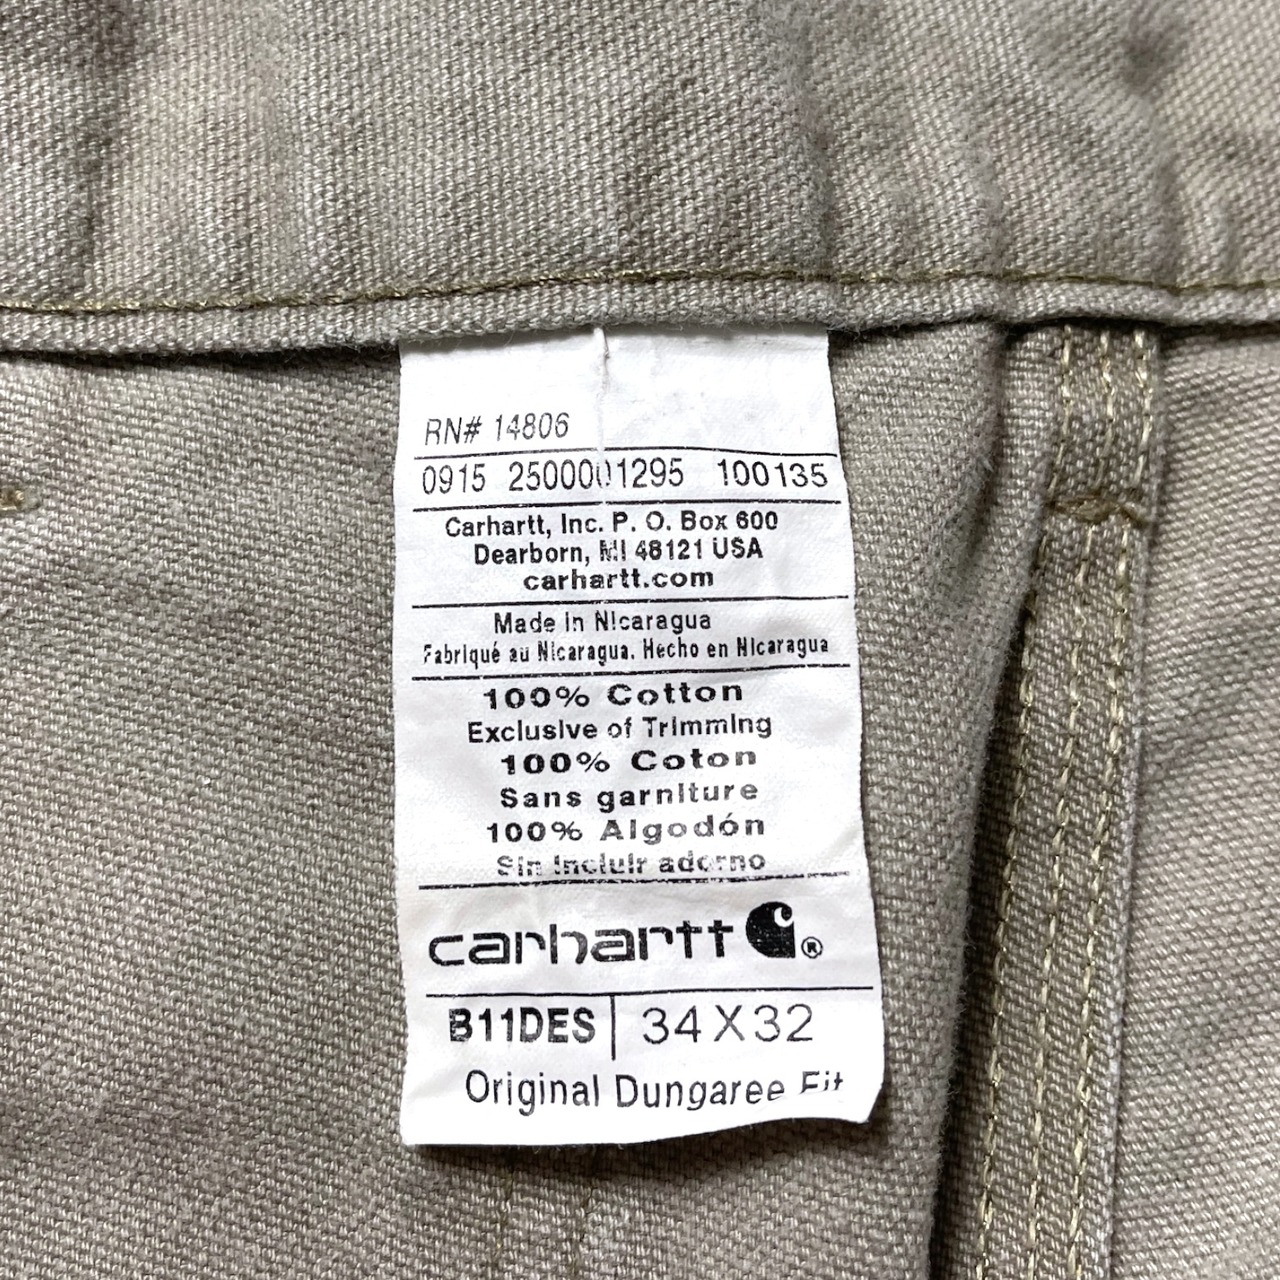 RN# 14806
0915 2500001295 100135
Carhartt, Inc. P. O. Box 600
Dearborn, MI 48121 USA
carhartt.com
Made in Nicaragua
Fabriqué au Nicaragua. Hecho en Nicaragua
100% Cotton
Exclusive of Trimming
100% Coton
Sans garniture
100% Algodón
Sin incluir adorno
carhartt ®
B11DES 34X32
Original Dungaree Fit